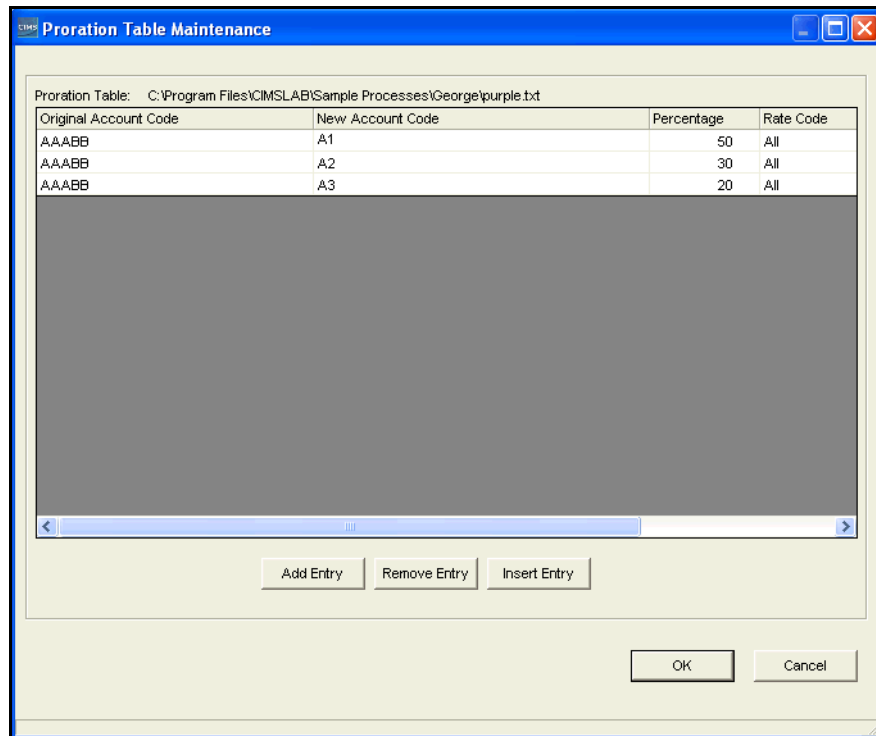 CIMS Proration Table Maintenance
Proration Table: C:\Program Files\CIMSLAB\Sample Processes\George\purple.txt
Original Account Code New Account Code Percentage Rate Code
AAABB A1 50 All
AAABB A2 30 All
AAABB A3 20 All
Add Entry Remove Entry Insert Entry
OK Cancel